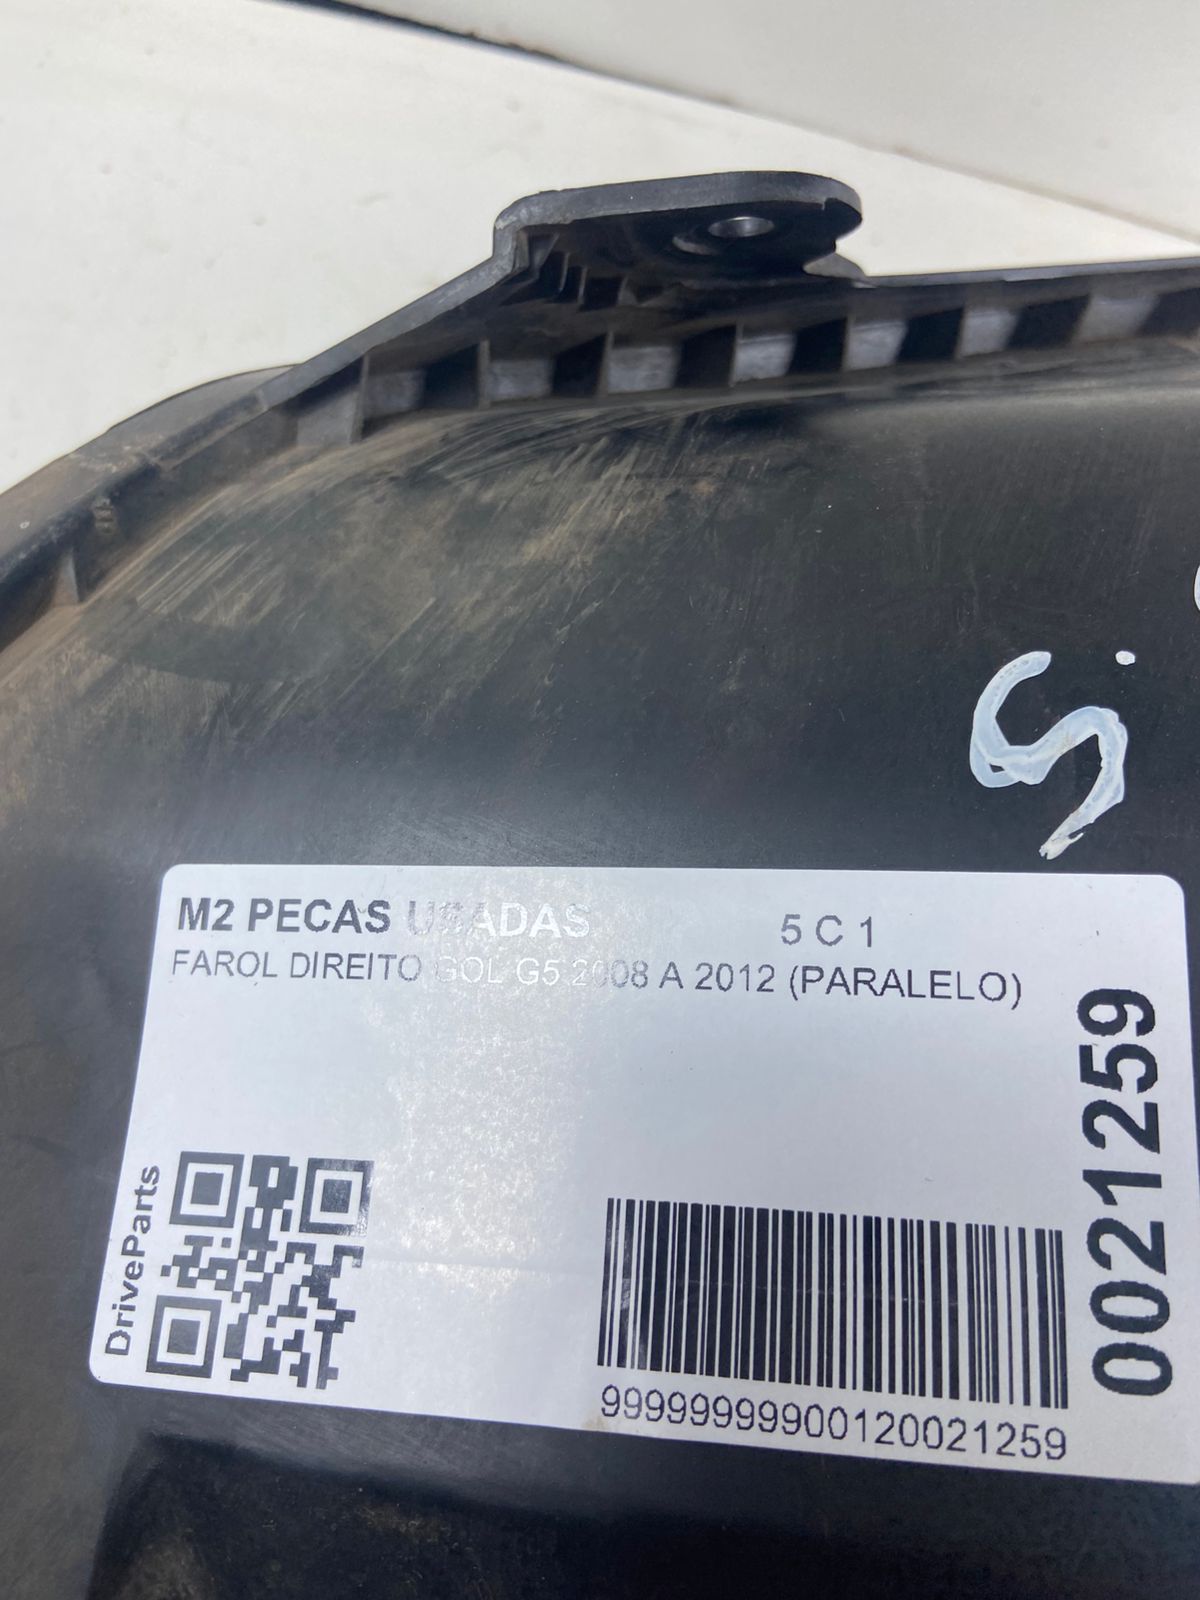 S.
M2 PECAS USADAS 5 C 1
FAROL DIREITO GOL G5 2008 A 2012 (PARALELO)
0021259
DriveParts
99999999900120021259